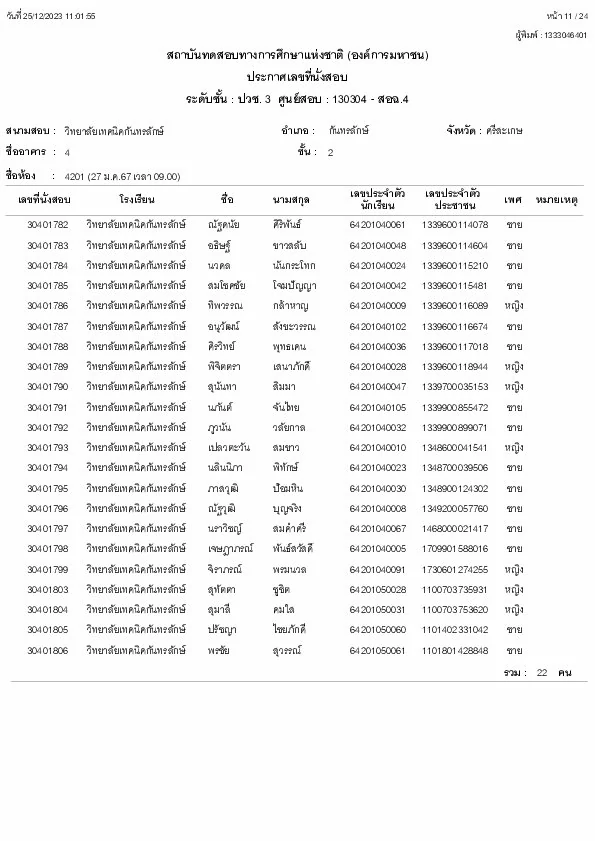 วันที่ 25/12/2023 11:01:55 หน้า 11 / 24
ผู้พิมพ์ : 1333046401
สถาบันทดสอบทางการศึกษาแห่งชาติ (องค์การมหาชน)
ประกาศเลขที่นั่งสอบ
ระดับชั้น : ปวช. 3 ศูนย์สอบ : 130304 - สอฉ.4
สนามสอบ : วิทยาลัยเทคนิคกันทรลักษ์ อำเภอ : กันทรลักษ์ จังหวัด : ศรีสะเกษ
ชื่ออาคาร : 4 ชั้น : 2
ชื่อห้อง : 4201 (27 ม.ค.67 เวลา 09.00)
เลขที่นั่งสอบ โรงเรียน ชื่อ นามสกุล เลขประจำตัวนักเรียน เลขประจำตัวประชาชน เพศ หมายเหตุ
30401782 วิทยาลัยเทคนิคกันทรลักษ์ ณัฐดนัย ศิริพันธ์ 64201040061 1339600114078 ชาย
30401783 วิทยาลัยเทคนิคกันทรลักษ์ อธิษฐ์ ขาวสลับ 64201040048 1339600114604 ชาย
30401784 วิทยาลัยเทคนิคกันทรลักษ์ นวดล นันกระโทก 64201040024 1339600115210 ชาย
30401785 วิทยาลัยเทคนิคกันทรลักษ์ สมโชคชัย โจมปัญญา 64201040042 1339600115481 ชาย
30401786 วิทยาลัยเทคนิคกันทรลักษ์ ทิพวรรณ กล้าหาญ 64201040009 1339600116089 หญิง
30401787 วิทยาลัยเทคนิคกันทรลักษ์ อนุวัฒน์ สังขะวรรณ 64201040102 1339600116674 ชาย
30401788 วิทยาลัยเทคนิคกันทรลักษ์ ศิรวิทย์ พุทธเคน 64201040036 1339600117018 ชาย
30401789 วิทยาลัยเทคนิคกันทรลักษ์ พิจิตตรา เสนาภักดี 64201040028 1339600118944 หญิง
30401790 วิทยาลัยเทคนิคกันทรลักษ์ สุนันทา สิมมา 64201040047 1339700035153 หญิง
30401791 วิทยาลัยเทคนิคกันทรลักษ์ นภันต์ จันไทย 64201040105 1339900855472 ชาย
30401792 วิทยาลัยเทคนิคกันทรลักษ์ ภูวนัน วลัยกาล 64201040032 1339900899071 ชาย
30401793 วิทยาลัยเทคนิคกันทรลักษ์ เปลวตะวัน สมขาว 64201040010 1348600041541 หญิง
30401794 วิทยาลัยเทคนิคกันทรลักษ์ นลินนิภา พิทักษ์ 64201040023 1348700039506 ชาย
30401795 วิทยาลัยเทคนิคกันทรลักษ์ ภาสวุฒิ ป้อมหิน 64201040030 1348900124302 ชาย
30401796 วิทยาลัยเทคนิคกันทรลักษ์ ณัฐวุฒิ บุญจริง 64201040008 1349200057760 ชาย
30401797 วิทยาลัยเทคนิคกันทรลักษ์ นราวิชญ์ สมคำศรี 64201040067 1468000021417 ชาย
30401798 วิทยาลัยเทคนิคกันทรลักษ์ เจษฎาภรณ์ พันธ์สวัสดี 64201040005 1709901588016 ชาย
30401799 วิทยาลัยเทคนิคกันทรลักษ์ จิราภรณ์ พรมนวล 64201040091 1730601274255 หญิง
30401803 วิทยาลัยเทคนิคกันทรลักษ์ สุทัตตา ชูชิต 64201050028 1100703735931 หญิง
30401804 วิทยาลัยเทคนิคกันทรลักษ์ สุมาลี คมใส 64201050031 1100703753620 หญิง
30401805 วิทยาลัยเทคนิคกันทรลักษ์ ปรัชญา ไชยภักดี 64201050060 1101402331042 ชาย
30401806 วิทยาลัยเทคนิคกันทรลักษ์ พรชัย สุวรรณ์ 64201050061 1101801428848 ชาย
รวม : 22 คน